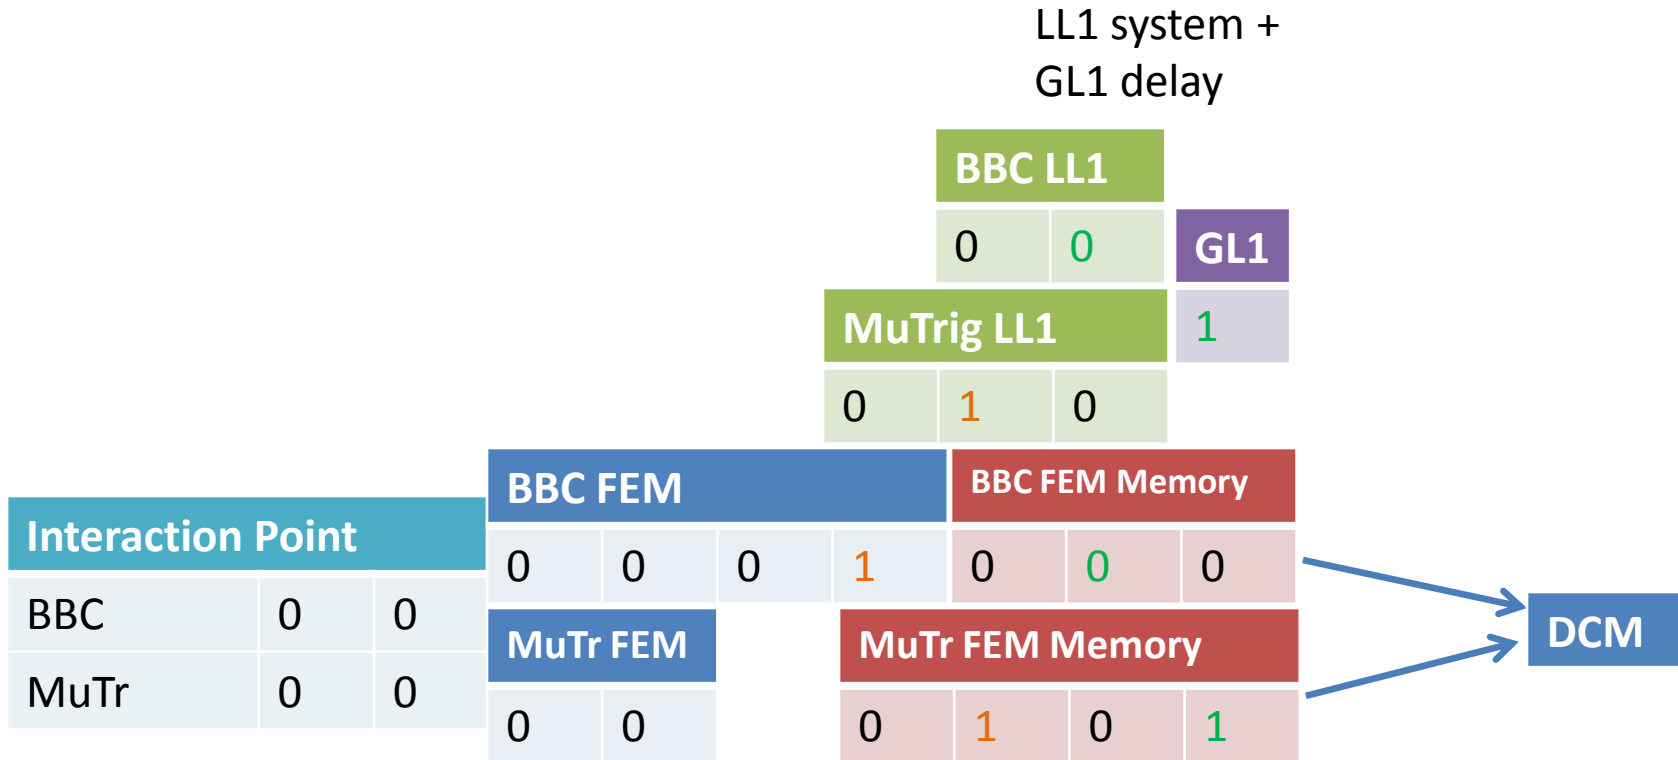 LL1 system +
GL1 delay
BBC LL1
0 0
GL1
1
MuTrig LL1
0 1 0
BBC FEM
0 0 0 1
BBC FEM Memory
0 0 0
Interaction Point
BBC 0 0
MuTr 0 0
MuTr FEM
0 0
MuTr FEM Memory
0 1 0 1
DCM